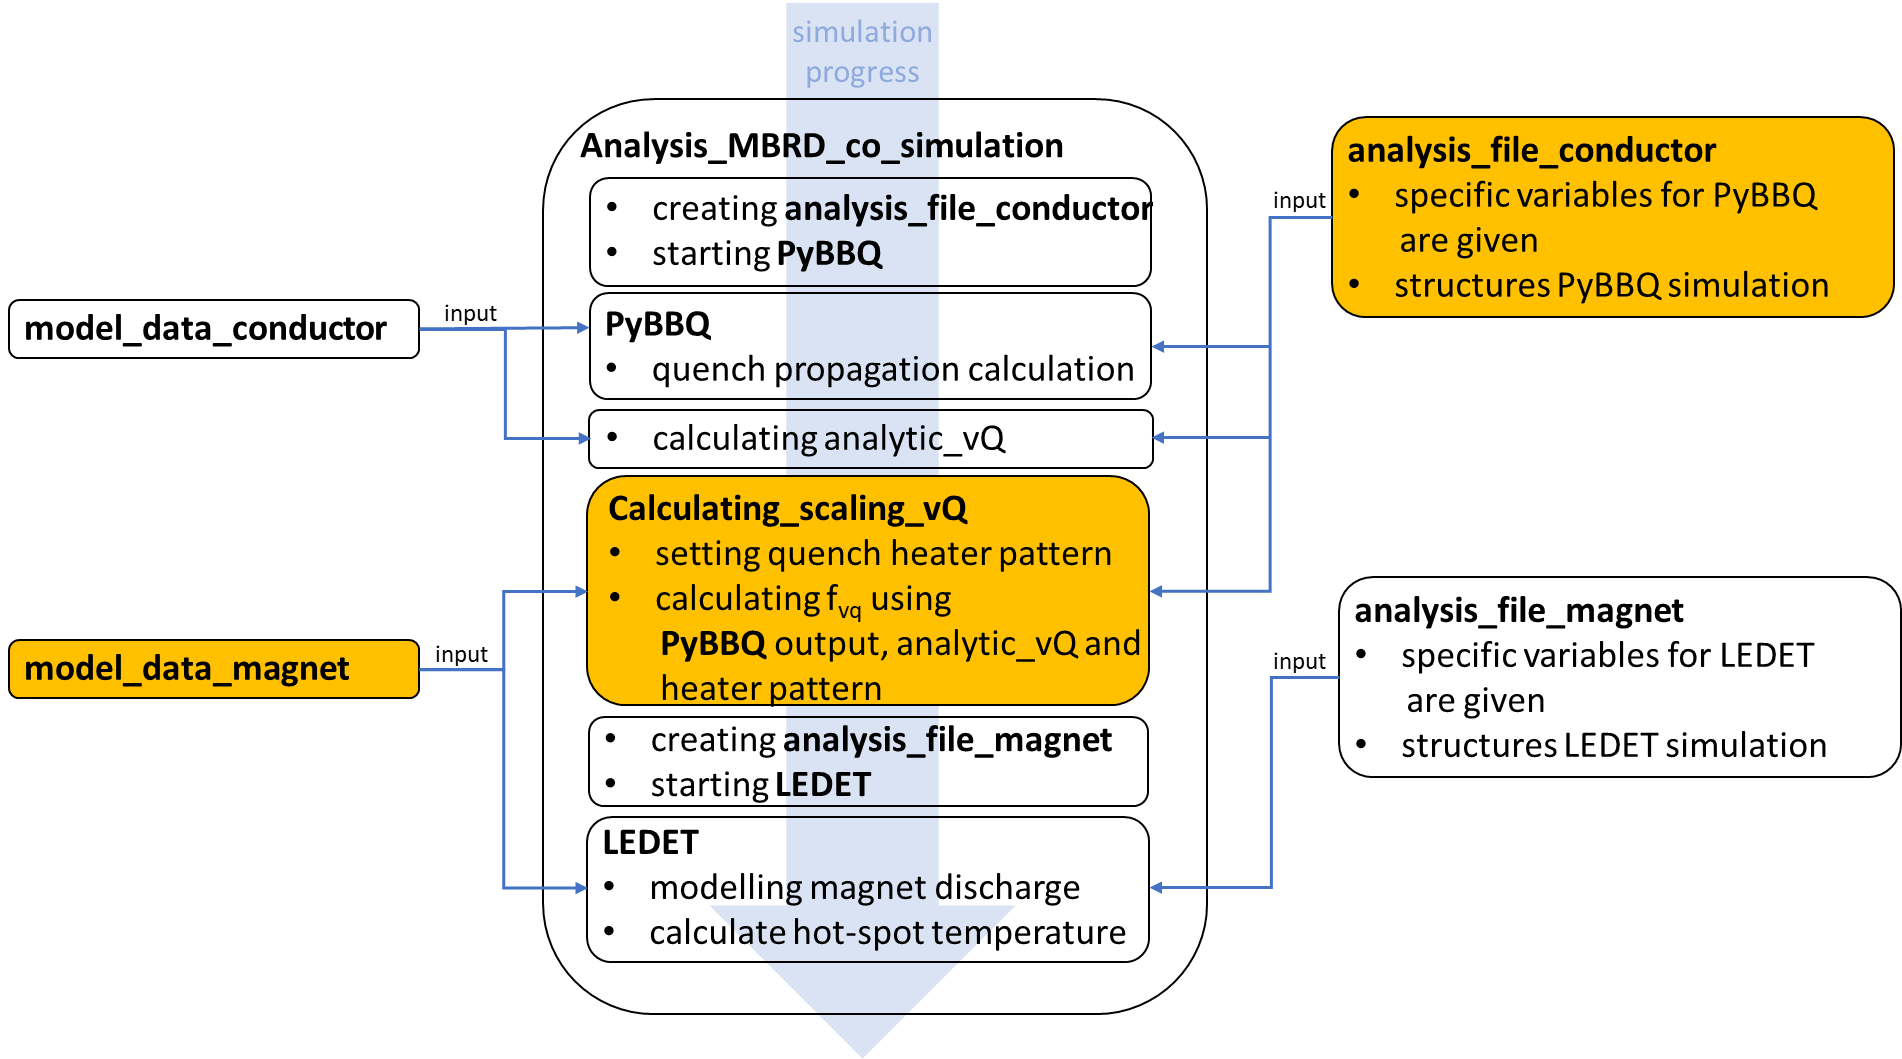 simulation
progress
Analysis_MBRD_co_simulation
• creating analysis_file_conductor
• starting PyBBQ
PyBBQ
• quench propagation calculation
• calculating analytic_vQ
Calculating_scaling_vQ
• setting quench heater pattern
• calculating fvq using
PyBBQ output, analytic_vQ and
heater pattern
• creating analysis_file_magnet
• starting LEDET
LEDET
• modelling magnet discharge
• calculate hot-spot temperature
model_data_conductor
input
model_data_magnet
input
input
analysis_file_conductor
• specific variables for PyBBQ
are given
• structures PyBBQ simulation
input
analysis_file_magnet
• specific variables for LEDET
are given
• structures LEDET simulation